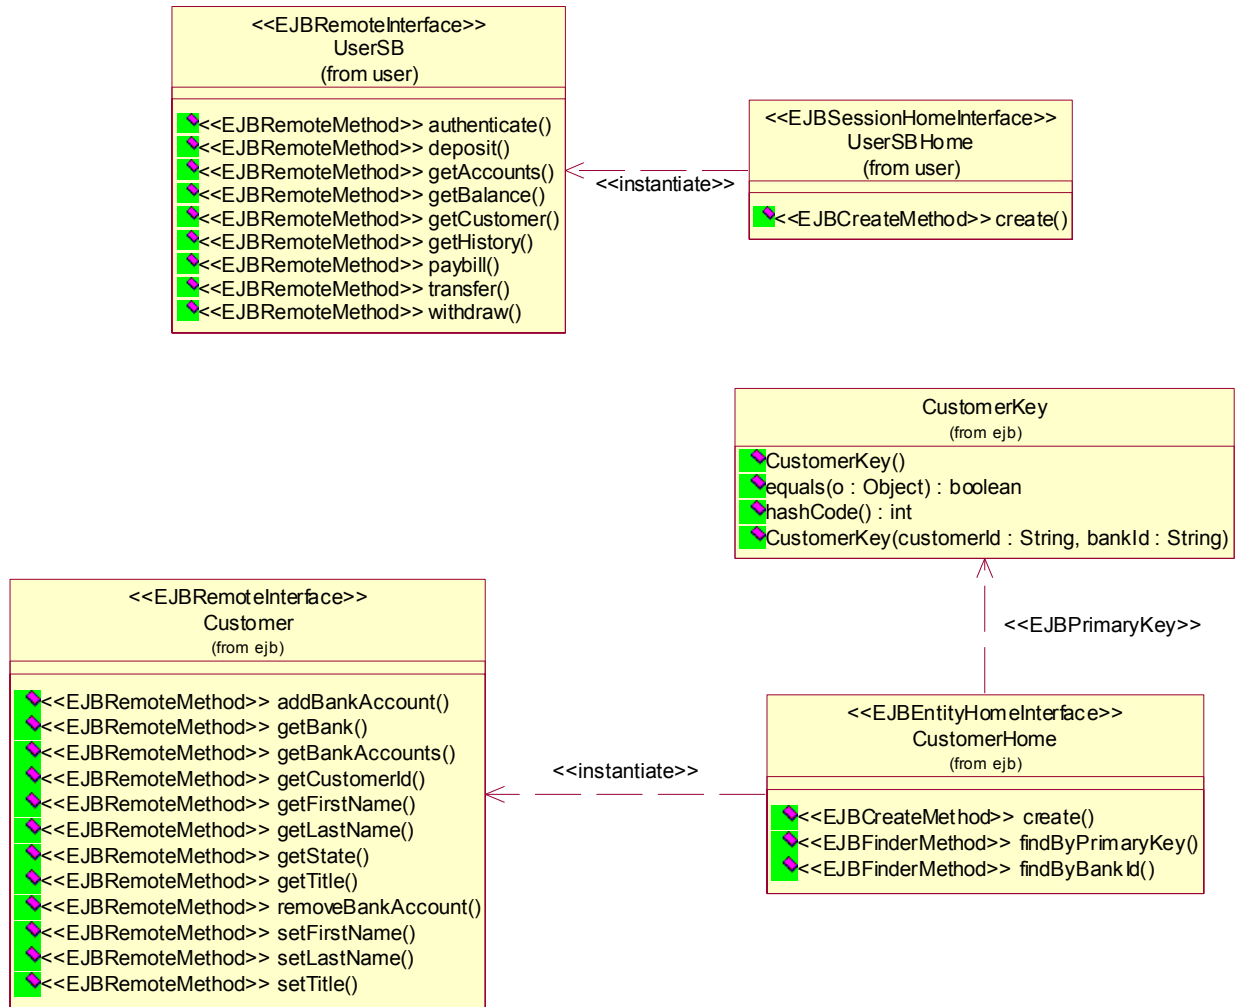 <<EJBRemoteInterface>>
UserSB
(from user)
<<EJBRemoteMethod>> authenticate()
<<EJBRemoteMethod>> deposit()
<<EJBRemoteMethod>> getAccounts()
<<EJBRemoteMethod>> getBalance()
<<EJBRemoteMethod>> getCustomer()
<<EJBRemoteMethod>> getHistory()
<<EJBRemoteMethod>> paybill()
<<EJBRemoteMethod>> transfer()
<<EJBRemoteMethod>> withdraw()
<<instantiate>>
<<EJBSessionHomeInterface>>
UserSBHome
(from user)
<<EJBCreateMethod>> create()
CustomerKey
(from ejb)
CustomerKey()
equals(o : Object) : boolean
hashCode() : int
CustomerKey(customerId : String, bankId : String)
<<EJBPrimaryKey>>
<<EJBRemoteInterface>>
Customer
(from ejb)
<<EJBRemoteMethod>> addBankAccount()
<<EJBRemoteMethod>> getBank()
<<EJBRemoteMethod>> getBankAccounts()
<<EJBRemoteMethod>> getCustomerId()
<<EJBRemoteMethod>> getFirstName()
<<EJBRemoteMethod>> getLastName()
<<EJBRemoteMethod>> getState()
<<EJBRemoteMethod>> getTitle()
<<EJBRemoteMethod>> removeBankAccount()
<<EJBRemoteMethod>> setFirstName()
<<EJBRemoteMethod>> setLastName()
<<EJBRemoteMethod>> setTitle()
<<instantiate>>
<<EJBEntityHomeInterface>>
CustomerHome
(from ejb)
<<EJBCreateMethod>> create()
<<EJBFinderMethod>> findByPrimaryKey()
<<EJBFinderMethod>> findByBankId()